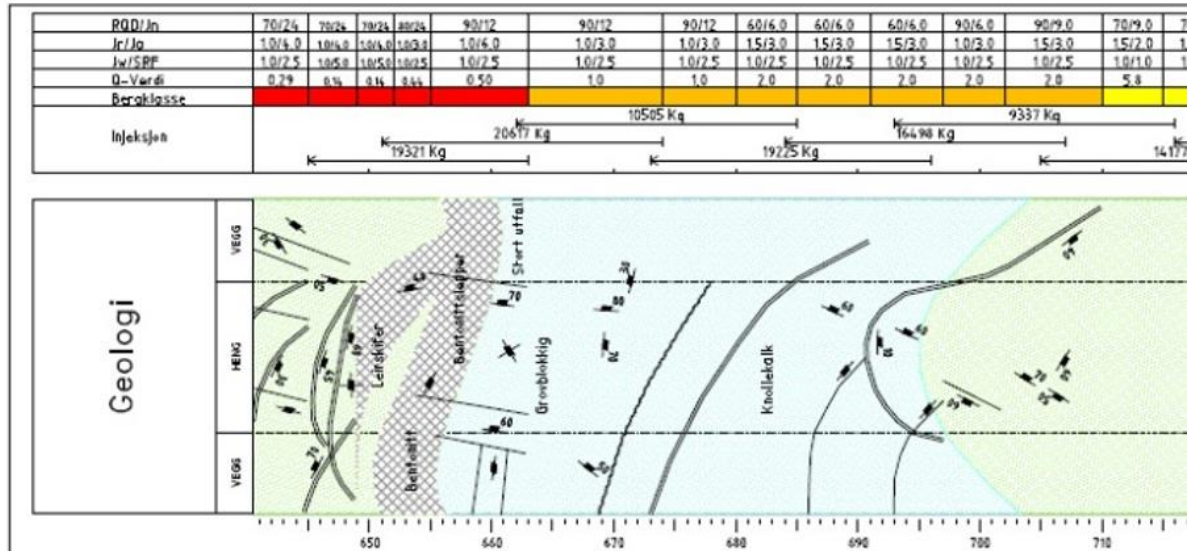 RQD/Jn 70/24 70/24 70/24 80/24 90/12 90/12 90/12 60/6.0 60/6.0 60/6.0 90/6.0 90/9.0 70/9.0
Jr/Ja 1.0/4.0 1.0/4.0 1.0/4.0 1.0/3.0 1.0/6.0 1.0/3.0 1.0/3.0 1.5/3.0 1.5/3.0 1.5/3.0 1.0/3.0 1.5/3.0 1.5/2.0
Jw/SRF 1.0/2.5 1.0/5.0 1.0/5.0 1.0/2.5 1.0/2.5 1.0/2.5 1.0/2.5 1.0/2.5 1.0/2.5 1.0/2.5 1.0/2.5 1.0/2.5 1.0/1.0
Q-Verdi 0.29 0.14 0.14 0.44 0.50 1.0 1.0 2.0 2.0 2.0 2.0 2.0 5.8
Bergklasse
Injeksjon
10505 Kg 9337 Kg
20617 Kg 16498 Kg
19321 Kg 19225 Kg 14177
Geologi
VEGG
HENG
VEGG
Stort utfall
Bentonittslepper
Leirskifer
Bentonitt
Grovblokkig
Knollekalk
70
60
650 660 670 680 690 700 710